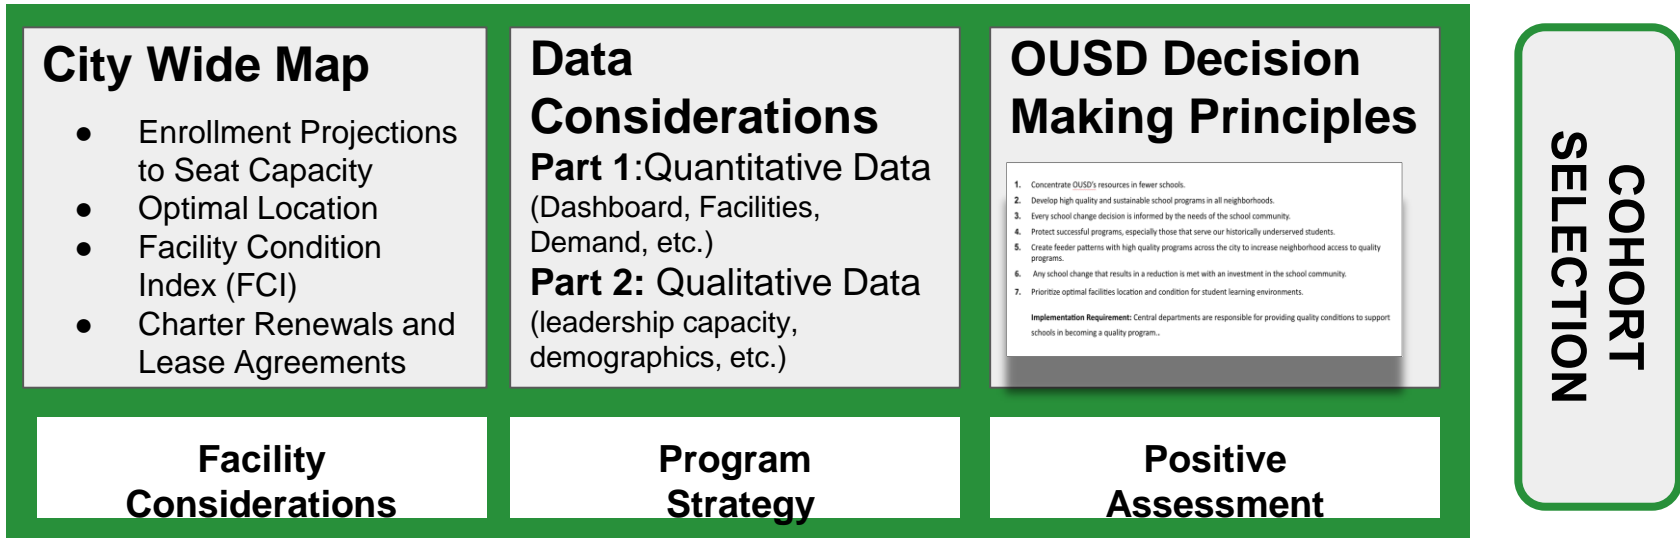 City Wide Map
● Enrollment Projections
to Seat Capacity
● Optimal Location
● Facility Condition
Index (FCI)
● Charter Renewals and
Lease Agreements
Data
Considerations
Part 1:Quantitative Data
(Dashboard, Facilities,
Demand, etc.)
Part 2: Qualitative Data
(leadership capacity,
demographics, etc.)
OUSD Decision
Making Principles
1. Concentrate OUSD's resources in fewer schools.
2. Develop high quality and sustainable school programs in all neighborhoods.
3. Every school change decision is informed by the needs of the school community.
4. Protect successful programs, especially those that serve our historically underserved students.
5. Create feeder patterns with high quality programs across the city to increase neighborhood access to quality
programs.
6. Any school change that results in a reduction is met with an investment in the school community.
7. Prioritize optimal facilities location and condition for student learning environments.
Implementation Requirement: Central departments are responsible for providing quality conditions to support
schools in becoming a quality program..
Facility
Considerations
Program
Strategy
Positive
Assessment
COHORT
SELECTION